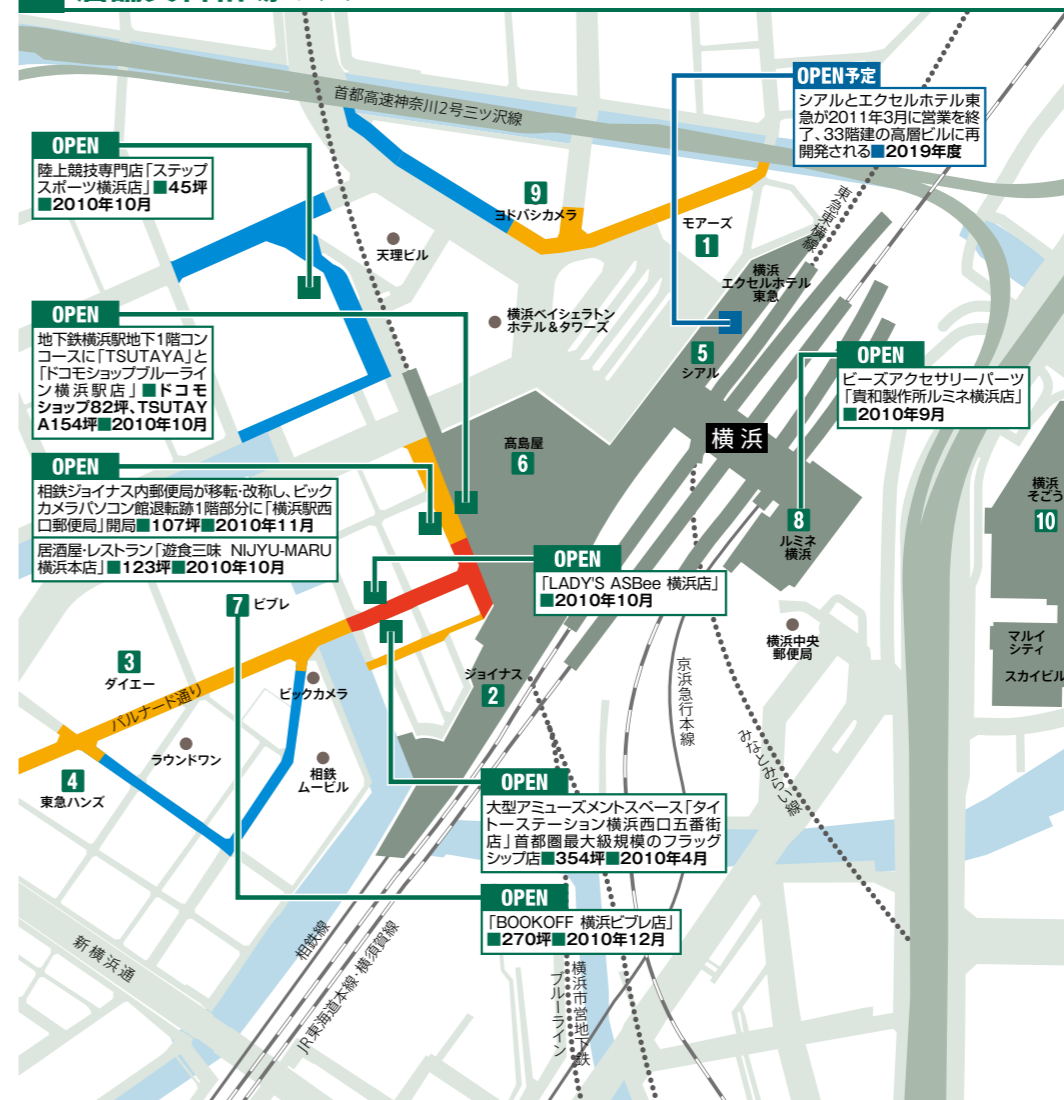 首都高速神奈川2号三ツ沢線
OPEN予定
シアルとエクセルホテル東
急が2011年3月に営業を終
了、33階建の高層ビルに再
開発される■2019年度
OPEN
陸上競技専門店「ステップ
スポーツ横浜店」■45坪
■2010年10月
9
ヨドバシカメラ
モアーズ
1
東急東横線
天理ビル
横浜
エクセルホテル
東急
OPEN
地下鉄横浜駅地下1階コン
コースに「TSUTAYA」と
「ドコモショップブルーライ
ン横浜駅店」■ドコモ
ショップ82坪、TSUTAY
A154坪■2010年10月
横浜ベイシェラトン
ホテル&タワーズ
5
シアル
OPEN
ビーズアクセサリーパーツ
「貴和製作所ルミネ横浜店」
■2010年9月
横浜
髙島屋
6
OPEN
相鉄ジョイナス内郵便局が移転・改称し、ビック
カメラパソコン館退転跡1階部分に「横浜駅西
口郵便局」開局■107坪■2010年11月
居酒屋・レストラン「遊食三味 NIJYU-MARU
横浜本店」■123坪■2010年10月
8
ルミネ
横浜
横浜
そごう
10
OPEN
「LADY'S ASBee 横浜店」
■2010年10月
7 ビブレ
横浜中央
郵便局
マルイ
シティ
スカイビル
3
ダイエー
ジョイナス
2
京浜急行本線
ビックカメラ
パルナード通り
ラウンドワン
相鉄
ムービル
みなとみらい線
4
東急ハンズ
OPEN
大型アミューズメントスペース「タイ
トーステーション横浜西口五番街
店」首都圏最大級規模のフラッグ
シップ店■354坪■2010年4月
OPEN
「BOOKOFF 横浜ビブレ店」
■270坪■2010年12月
新横浜通
相鉄線
JR東海道本線・横須賀線
横浜市営地下鉄
ブルーライン